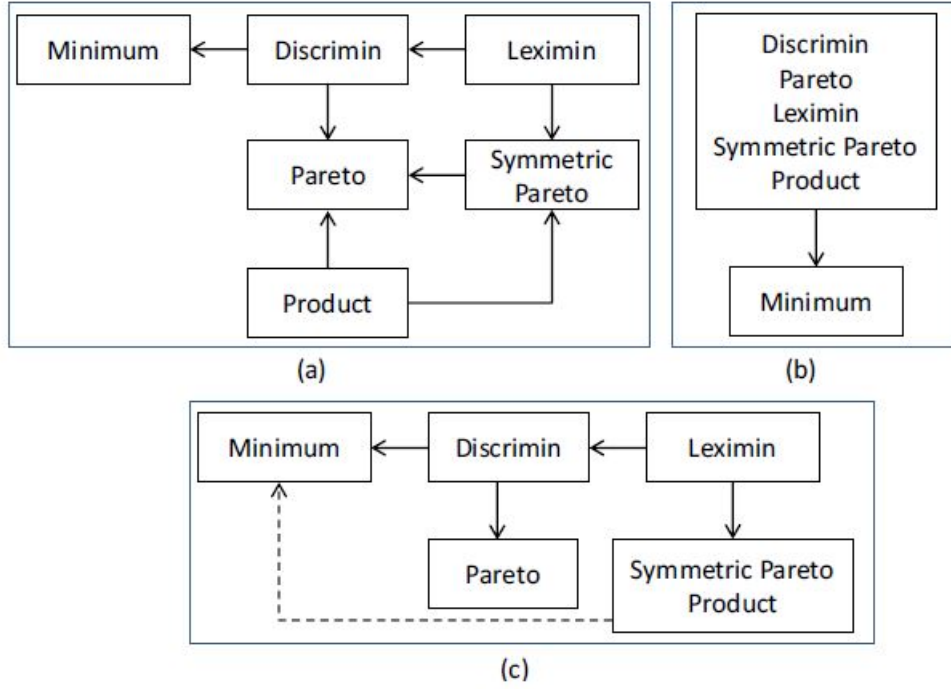 Minimum
Discrimin
Leximin
Pareto
Symmetric
Pareto
Product
(a)
Discrimin
Pareto
Leximin
Symmetric Pareto
Product
Minimum
(b)
Minimum
Discrimin
Leximin
Pareto
Symmetric Pareto
Product
(c)